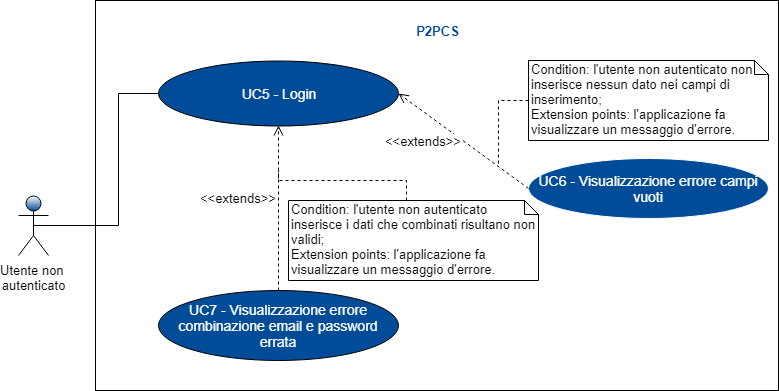 P2PCS
UC5 - Login
Condition: l'utente non autenticato non
inserisce nessun dato nei campi di
inserimento;
Extension points: l'applicazione fa
visualizzare un messaggio d'errore.
<<extends>>
UC6 - Visualizzazione errore campi
vuoti
<<extends>>
Condition: l'utente non autenticato
inserisce i dati che combinati risultano non
validi;
Extension points: l'applicazione fa
visualizzare un messaggio d'errore.
Utente non
autenticato
UC7 - Visualizzazione errore
combinazione email e password
errata